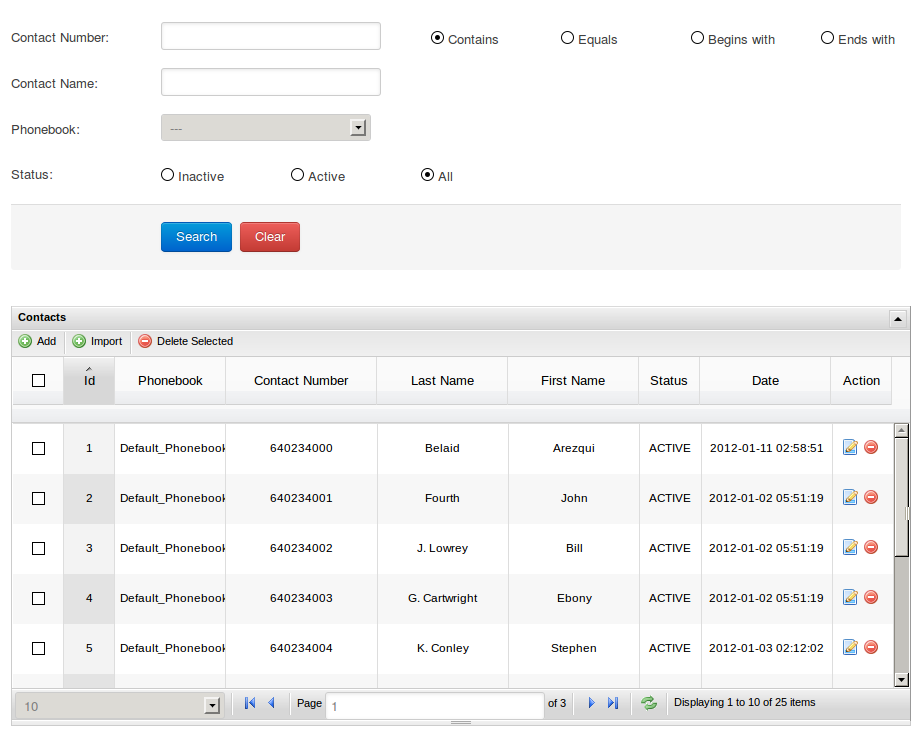 Contact Number: Contains Equals Begins with Ends with
Contact Name:
Phonebook: ---
Status: Inactive Active All
Search Clear
Contacts
Add Import Delete Selected
Id Phonebook Contact Number Last Name First Name Status Date Action
1 Default_Phonebook 640234000 Belaid Arezqui ACTIVE 2012-01-11 02:58:51
2 Default_Phonebook 640234001 Fourth John ACTIVE 2012-01-02 05:51:19
3 Default_Phonebook 640234002 J. Lowrey Bill ACTIVE 2012-01-02 05:51:19
4 Default_Phonebook 640234003 G. Cartwright Ebony ACTIVE 2012-01-02 05:51:19
5 Default_Phonebook 640234004 K. Conley Stephen ACTIVE 2012-01-03 02:12:02
10 Page 1 of 3 Displaying 1 to 10 of 25 items